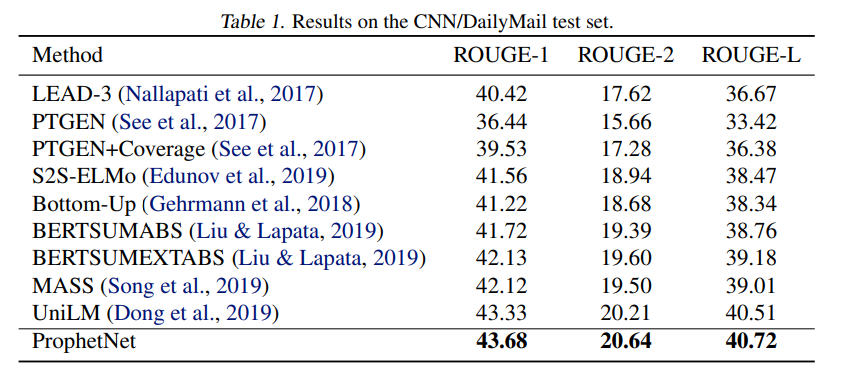 Table 1. Results on the CNN/DailyMail test set.
Method ROUGE-1 ROUGE-2 ROUGE-L
LEAD-3 (Nallapati et al., 2017) 40.42 17.62 36.67
PTGEN (See et al., 2017) 36.44 15.66 33.42
PTGEN+Coverage (See et al., 2017) 39.53 17.28 36.38
S2S-ELMo (Edunov et al., 2019) 41.56 18.94 38.47
Bottom-Up (Gehrmann et al., 2018) 41.22 18.68 38.34
BERTSUMABS (Liu & Lapata, 2019) 41.72 19.39 38.76
BERTSUMEXTABS (Liu & Lapata, 2019) 42.13 19.60 39.18
MASS (Song et al., 2019) 42.12 19.50 39.01
UniLM (Dong et al., 2019) 43.33 20.21 40.51
ProphetNet 43.68 20.64 40.72